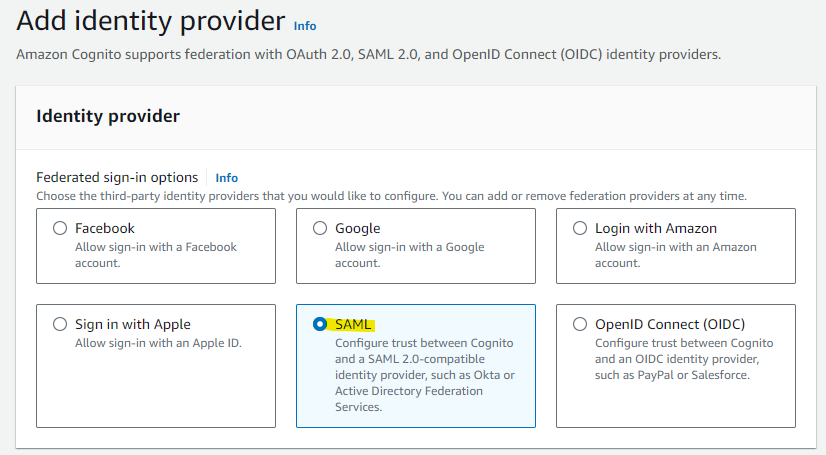 Add identity provider Info
Amazon Cognito supports federation with OAuth 2.0, SAML 2.0, and OpenID Connect (OIDC) identity providers.
Identity provider
Federated sign-in options Info
Choose the third-party identity providers that you would like to configure. You can add or remove federation providers at any time.
Facebook
Allow sign-in with a Facebook
account.
Google
Allow sign-in with a Google
account.
Login with Amazon
Allow sign-in with an Amazon
account.
Sign in with Apple
Allow sign-in with an Apple ID.
SAML
Configure trust between Cognito
and a SAML 2.0-compatible
identity provider, such as Okta or
Active Directory Federation
Services.
OpenID Connect (OIDC)
Configure trust between Cognito
and an OIDC identity provider,
such as PayPal or Salesforce.